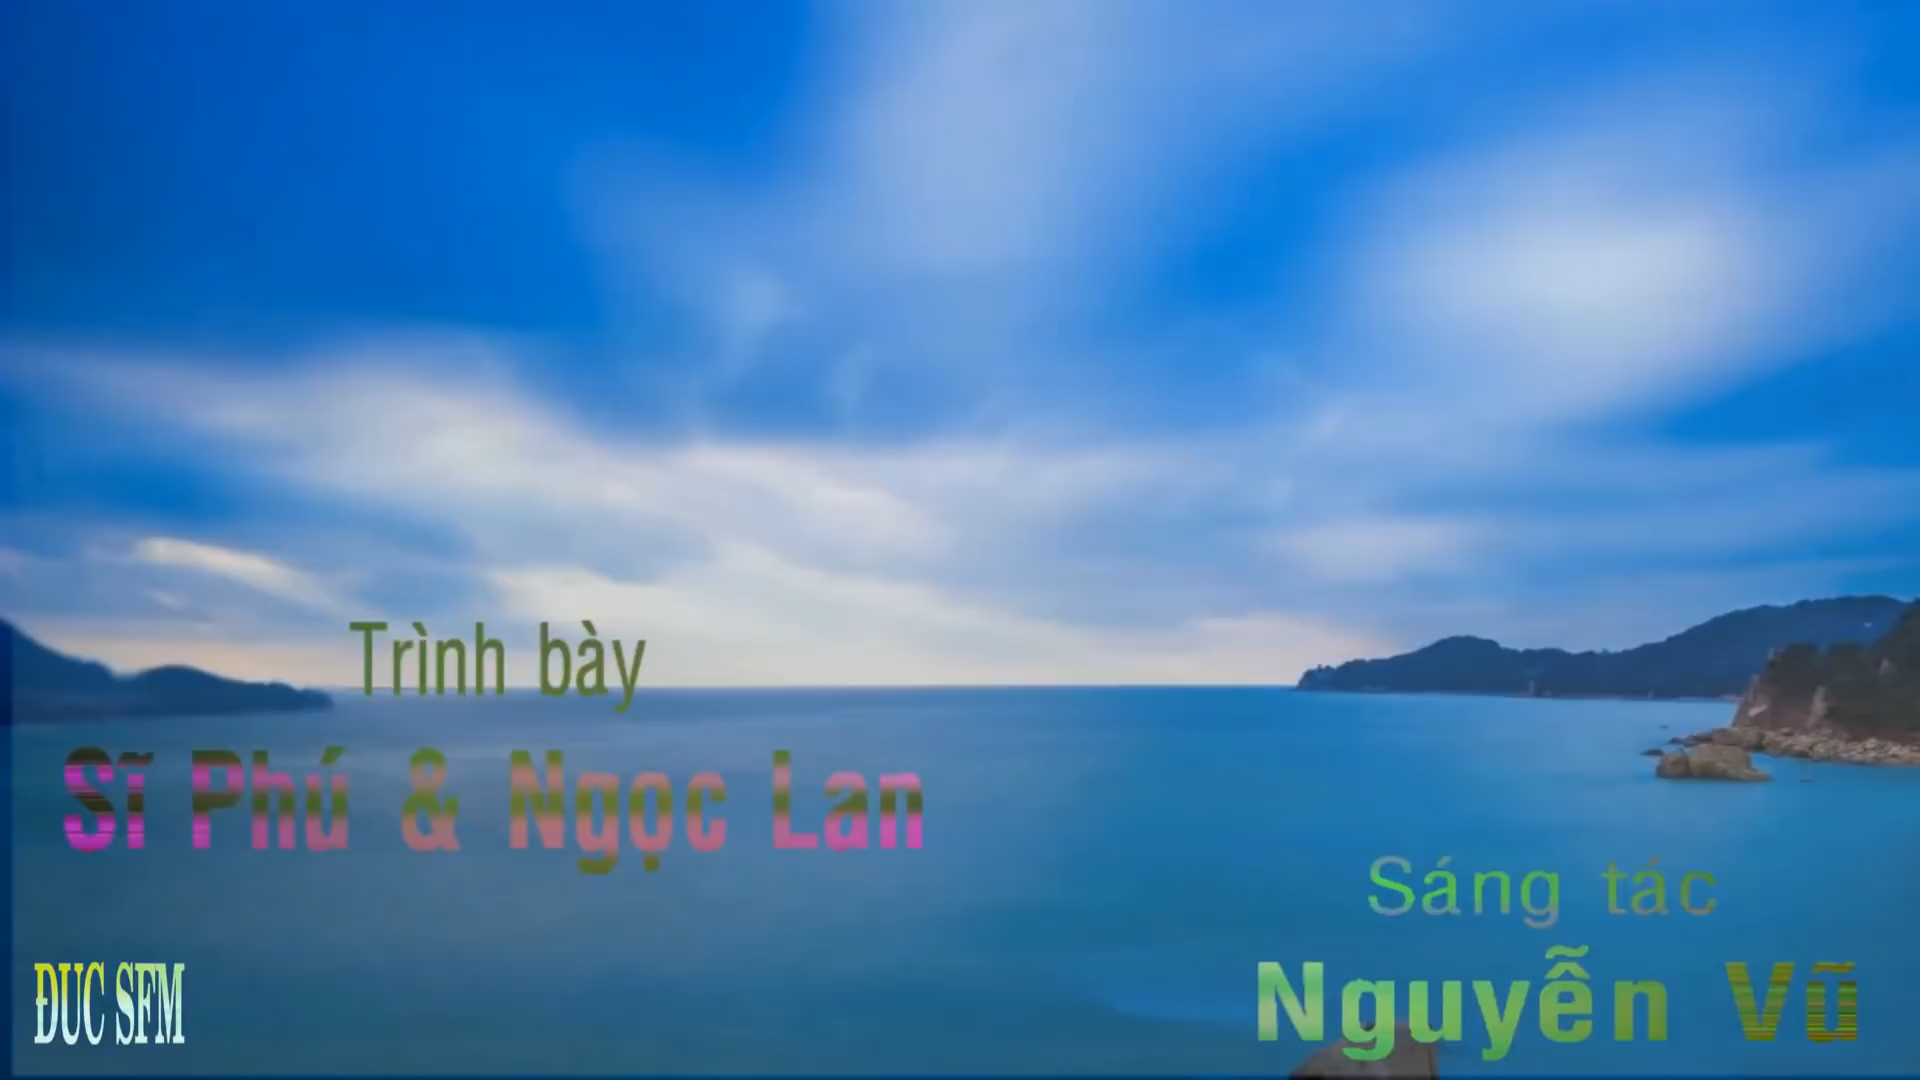 Trình bày
Sĩ Phú & Ngọc Lan
Sáng tác
Nguyễn Vũ
ĐUC SFM